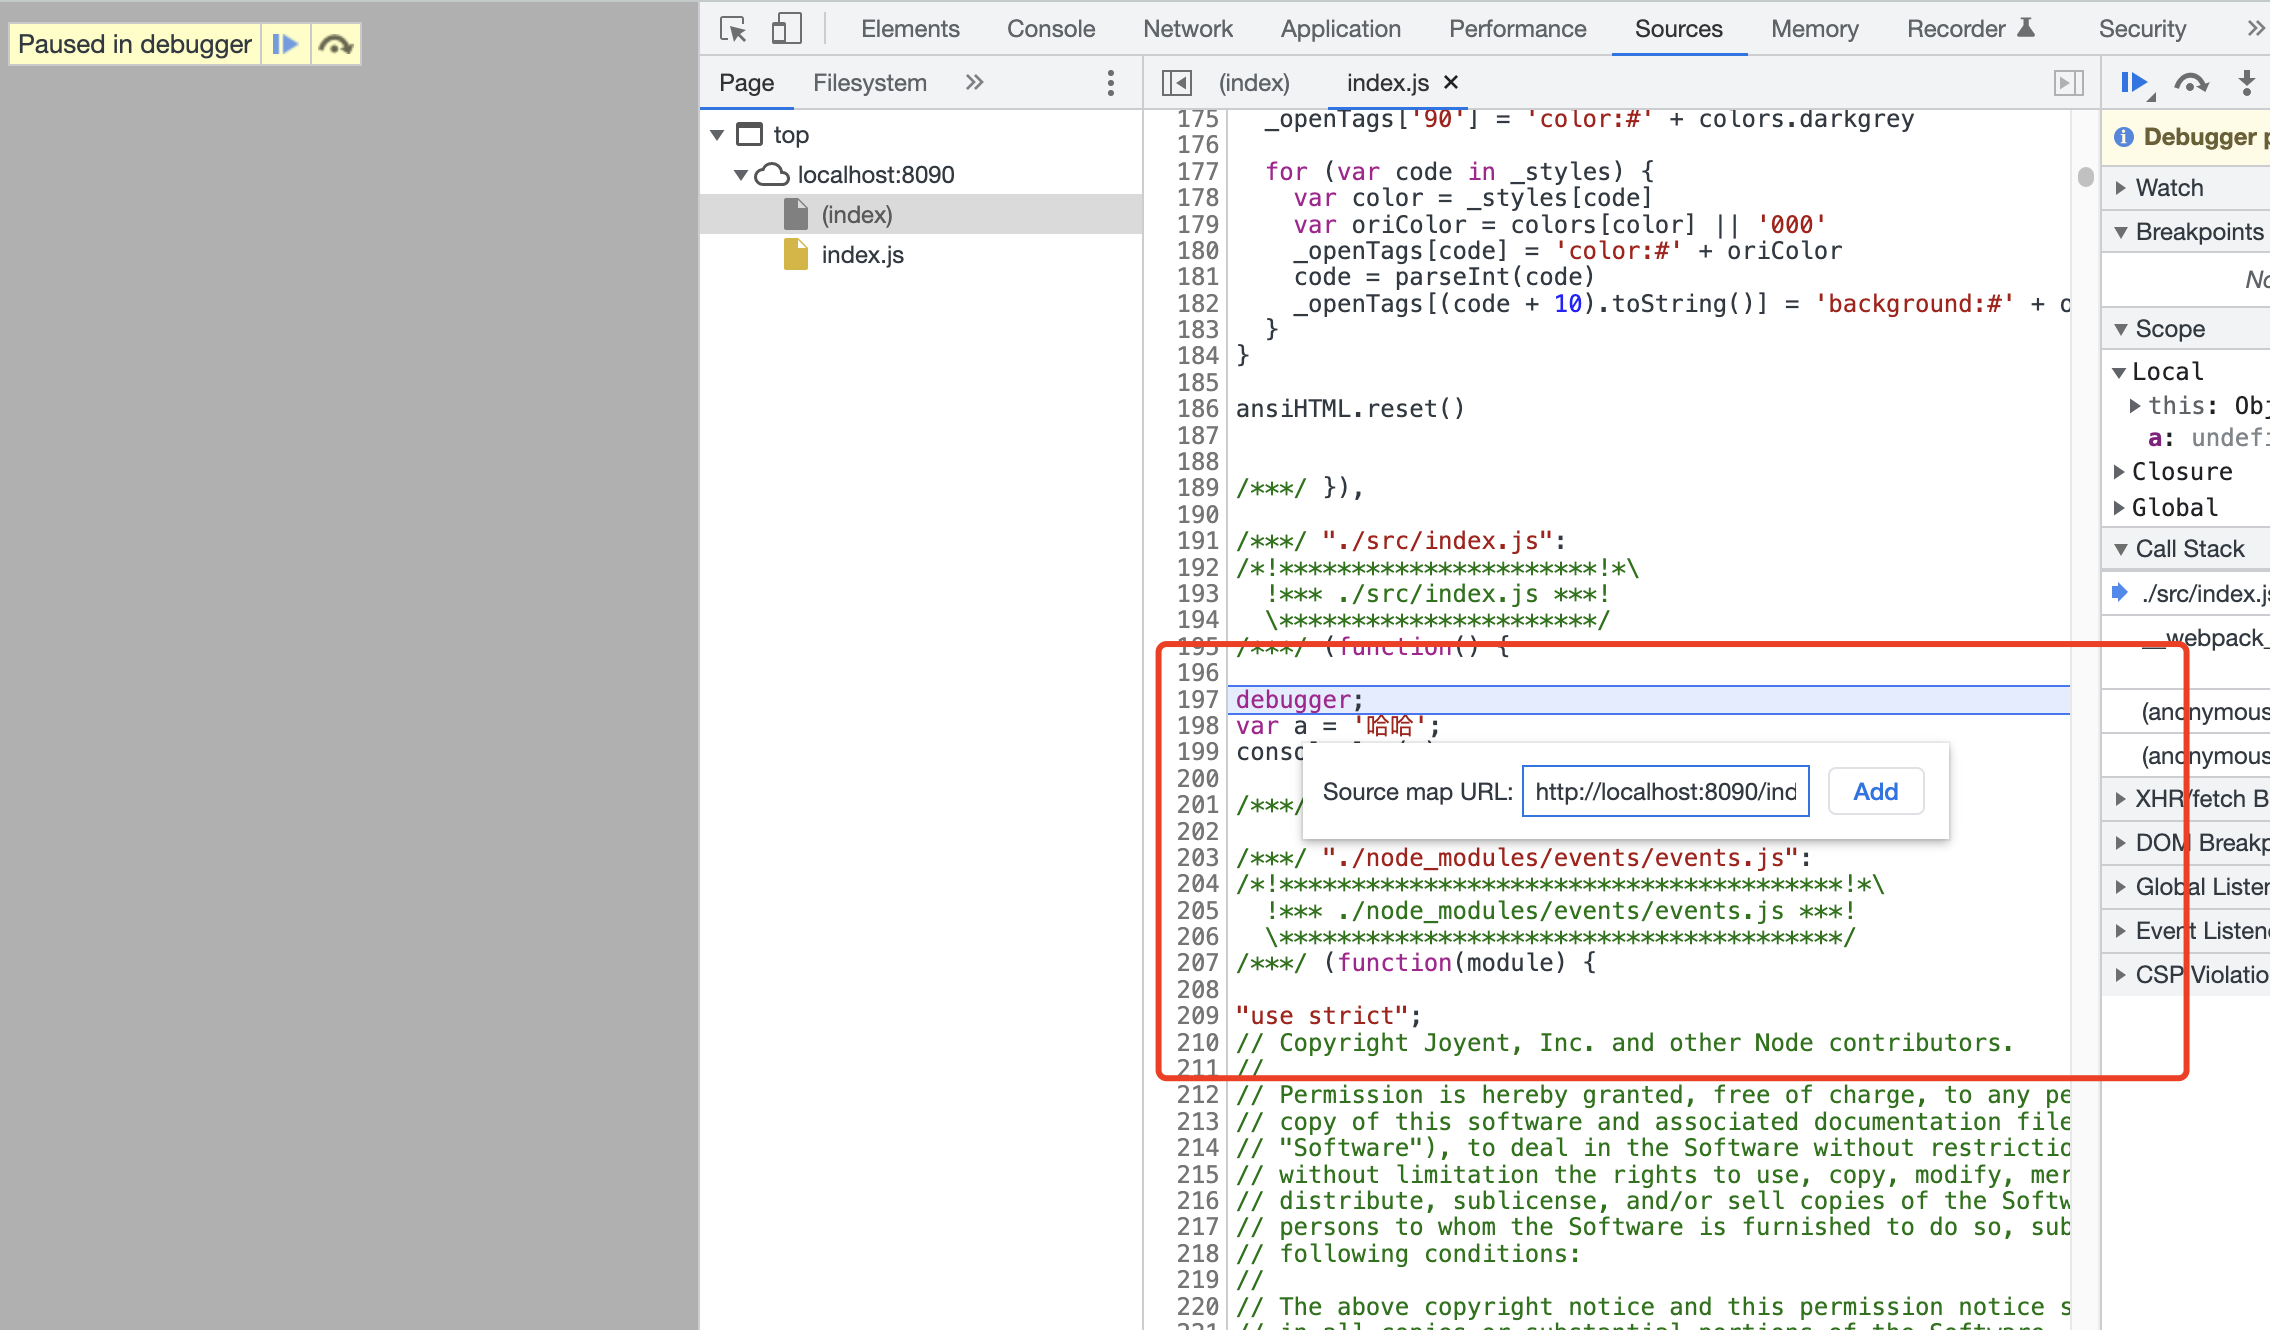 Paused in debugger
Elements Console Network Application Performance Sources Memory Recorder Security
Page Filesystem
(index) index.js
top
localhost:8090
(index)
index.js
175 _openTags['90'] = 'color:#' + colors.darkgrey
176
177 for (var code in _styles) {
178 var color = _styles[code]
179 var oriColor = colors[color] || '000'
180 _openTags[code] = 'color:#' + oriColor
181 code = parseInt(code)
182 _openTags[(code + 10).toString()] = 'background:#' + o
183 }
184 }
185
186 ansiHTML.reset()
187
188
189 /***/ }),
190
191 /***/ "./src/index.js":
192 /*!**********************!*\
193 !*** ./src/index.js ***!
194 \**********************/
195 /***/ (function() {
196
197 debugger;
198 var a = '哈哈';
199 conso
200
201 /***/
202
203 /***/ "./node_modules/events/events.js":
204 /*!***************************************!*\
205 !*** ./node_modules/events/events.js ***!
206 \***************************************/
207 /***/ (function(module) {
208
209 "use strict";
210 // Copyright Joyent, Inc. and other Node contributors.
211 //
212 // Permission is hereby granted, free of charge, to any pe
213 // copy of this software and associated documentation file
214 // "Software"), to deal in the Software without restrictio
215 // without limitation the rights to use, copy, modify, mer
216 // distribute, sublicense, and/or sell copies of the Softw
217 // persons to whom the Software is furnished to do so, sub
218 // following conditions:
219 //
220 // The above copyright notice and this permission notice s
Source map URL: http://localhost:8090/ind Add
Debugger p
Watch
Breakpoints
No
Scope
Local
this: Obj
a: undefi
Closure
Global
Call Stack
./src/index.js
__webpack_
(anonymous
(anonymous
XHR/fetch B
DOM Breakp
Global Listen
Event Listene
CSP Violatio